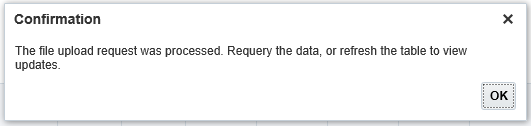 Confirmation
The file upload request was processed. Requery the data, or refresh the table to view
updates.
OK